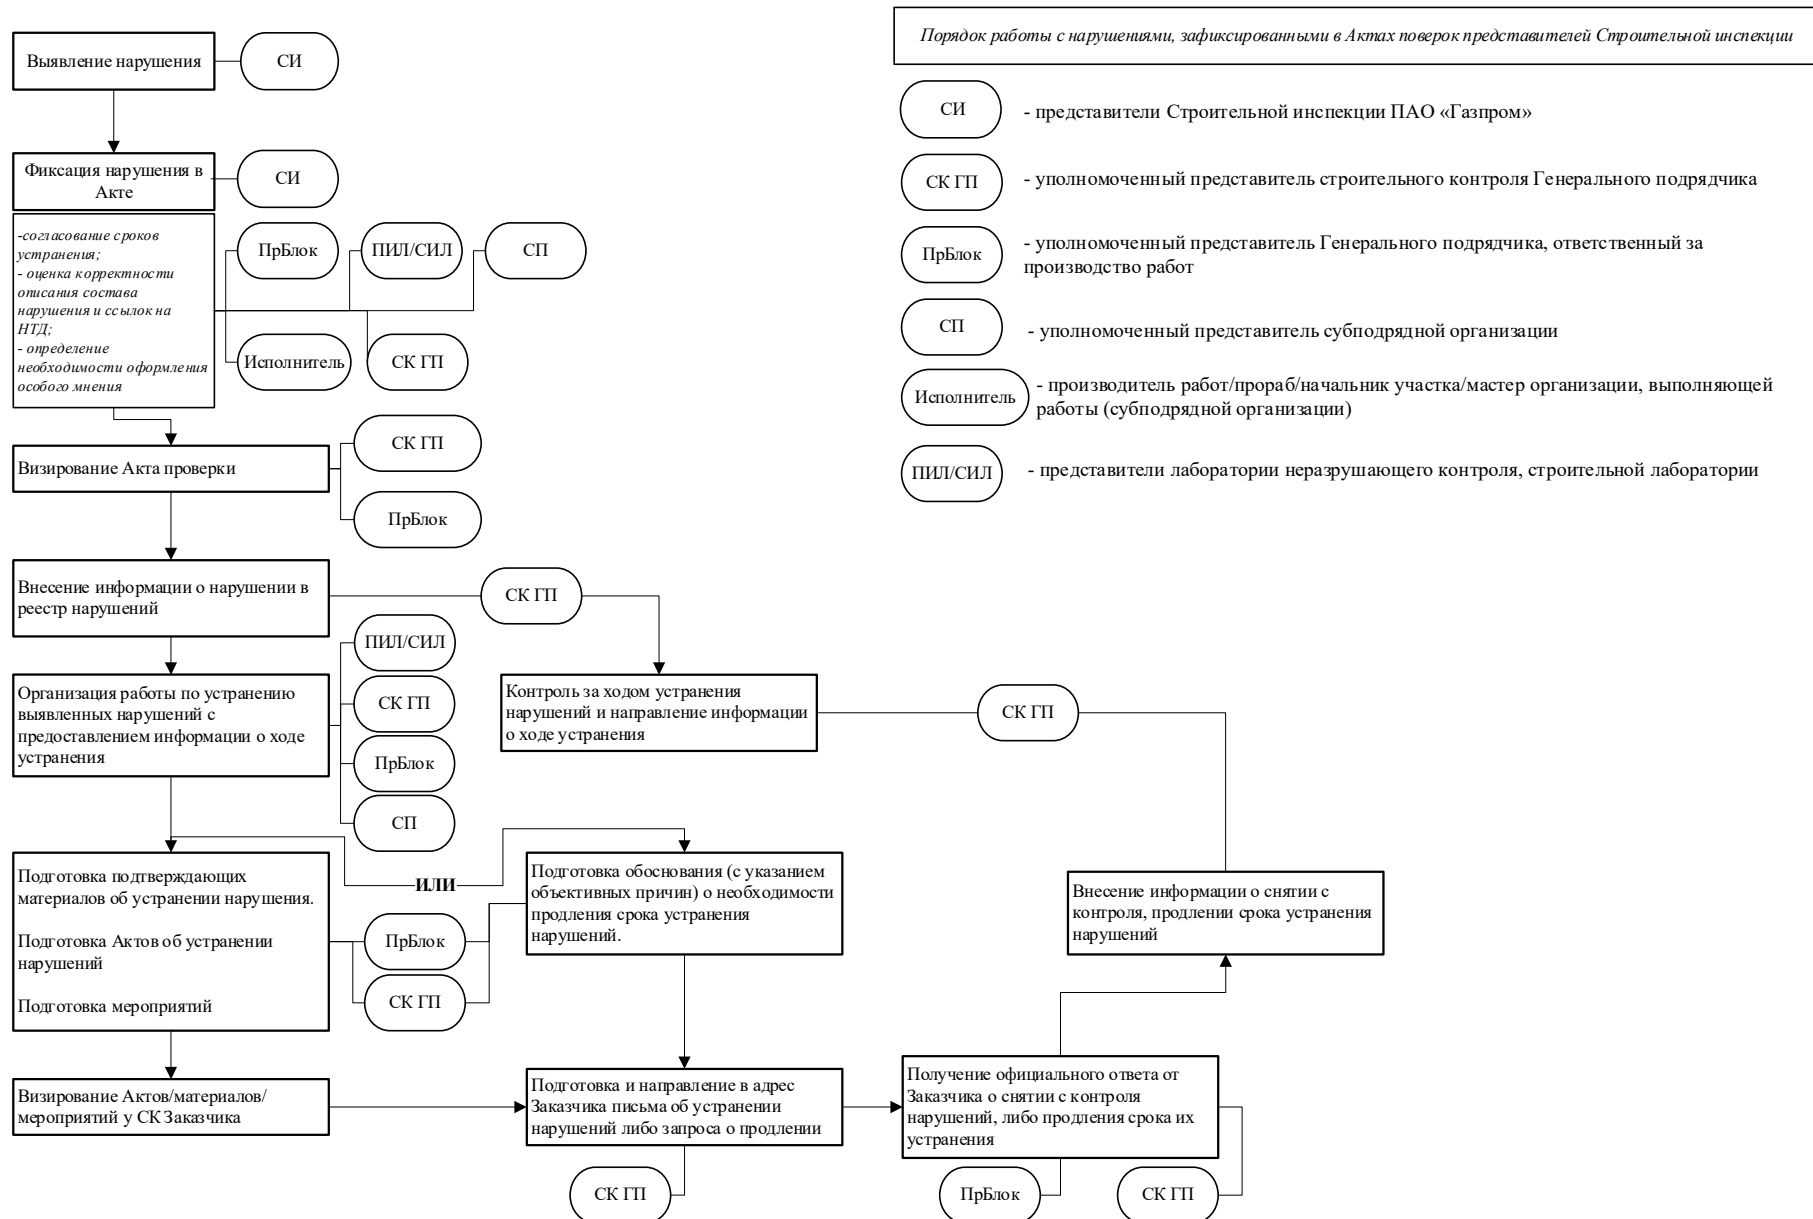 Порядок работы с нарушениями, зафиксированными в Актах поверок представителей Строительной инспекции
СИ
- представители Строительной инспекции ПАО «Газпром»
СК ГП
- уполномоченный представитель строительного контроля Генерального подрядчика
ПрБлок
- уполномоченный представитель Генерального подрядчика, ответственный за
производство работ
СП
- уполномоченный представитель субподрядной организации
Исполнитель
- производитель работ/прораб/начальник участка/мастер организации, выполняющей
работы (субподрядной организации)
ПИЛ/СИЛ
- представители лаборатории неразрушающего контроля, строительной лаборатории
Выявление нарушения
СИ
Фиксация нарушения в
Акте
СИ
-согласование сроков
устранения;
- оценка корректности
описания состава
нарушения и ссылок на
НТД;
- определение
необходимости оформления
особого мнения
ПрБлок
ПИЛ/СИЛ
СП
Исполнитель
СК ГП
Визирование Акта проверки
СК ГП
ПрБлок
Внесение информации о нарушении в
реестр нарушений
СК ГП
Организация работы по устранению
выявленных нарушений с
предоставлением информации о ходе
устранения
ПИЛ/СИЛ
СК ГП
ПрБлок
СП
Контроль за ходом устранения
нарушений и направление информации
о ходе устранения
СК ГП
Подготовка подтверждающих
материалов об устранении нарушения.
Подготовка Актов об устранении
нарушений
Подготовка мероприятий
ИЛИ
ПрБлок
СК ГП
Подготовка обоснования (с указанием
объективных причин) о необходимости
продления срока устранения
нарушений.
Внесение информации о снятии с
контроля, продлении срока устранения
нарушений
Визирование Актов/материалов/
мероприятий у СК Заказчика
Подготовка и направление в адрес
Заказчика письма об устранении
нарушений либо запроса о продлении
СК ГП
Получение официального ответа от
Заказчика о снятии с контроля
нарушений, либо продления срока их
устранения
ПрБлок
СК ГП